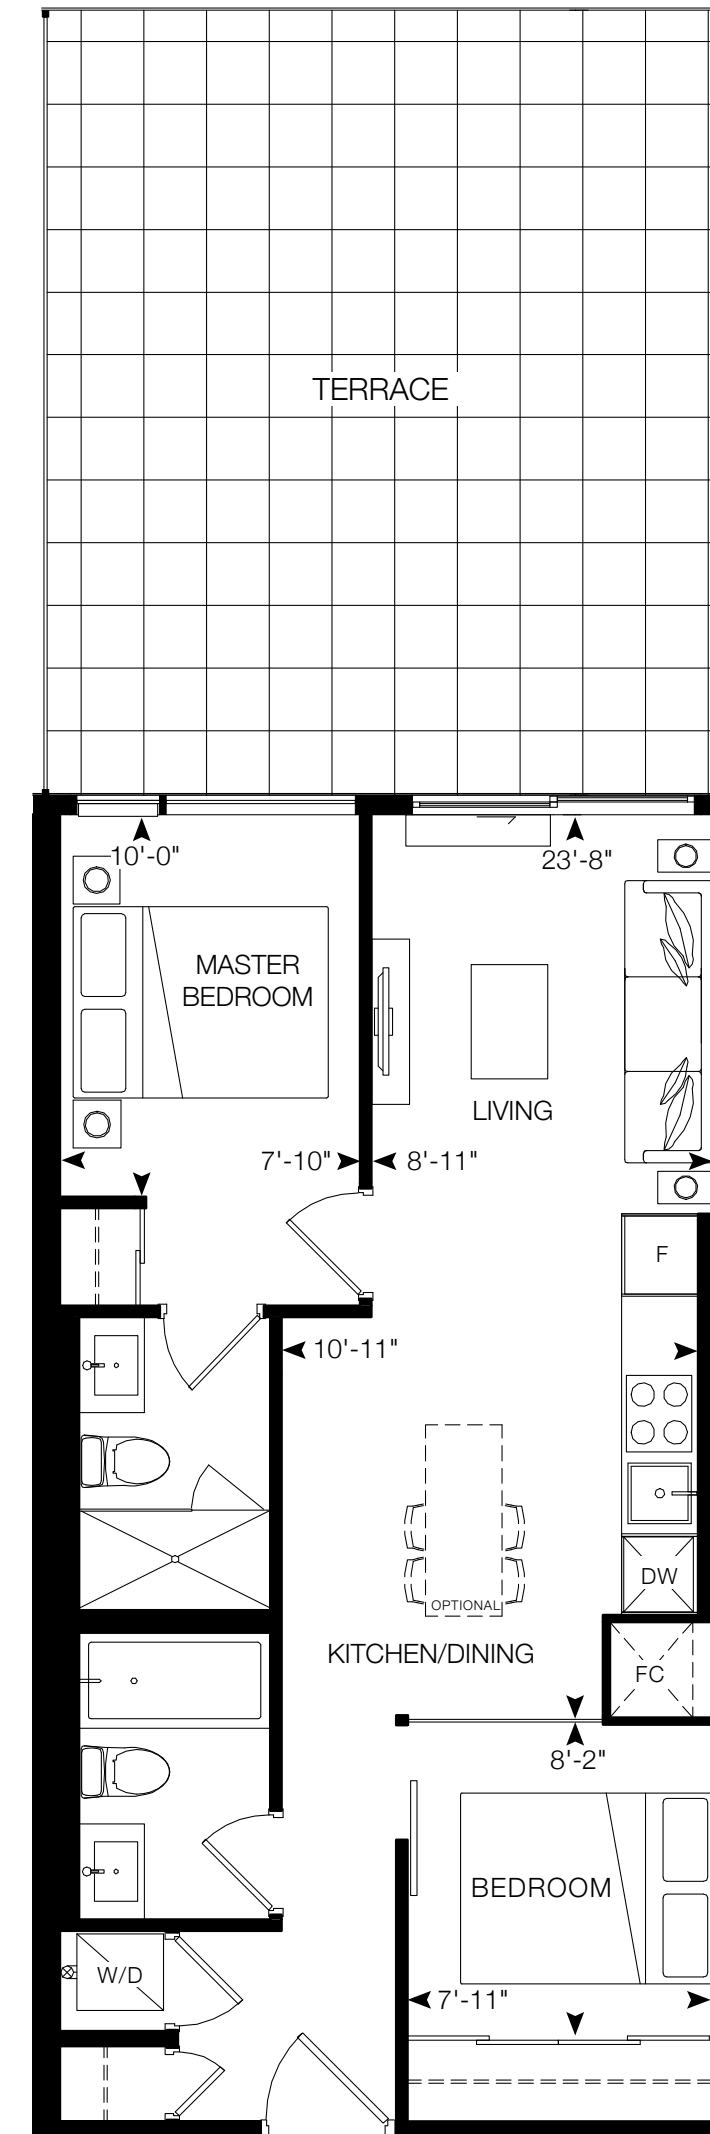 TERRACE
10'-0"
23'-8"
MASTER
BEDROOM
LIVING
7'-10"
8'-11"
F
10'-11"
DW
OPTIONAL
KITCHEN/DINING
FC
8'-2"
BEDROOM
W/D
7'-11"